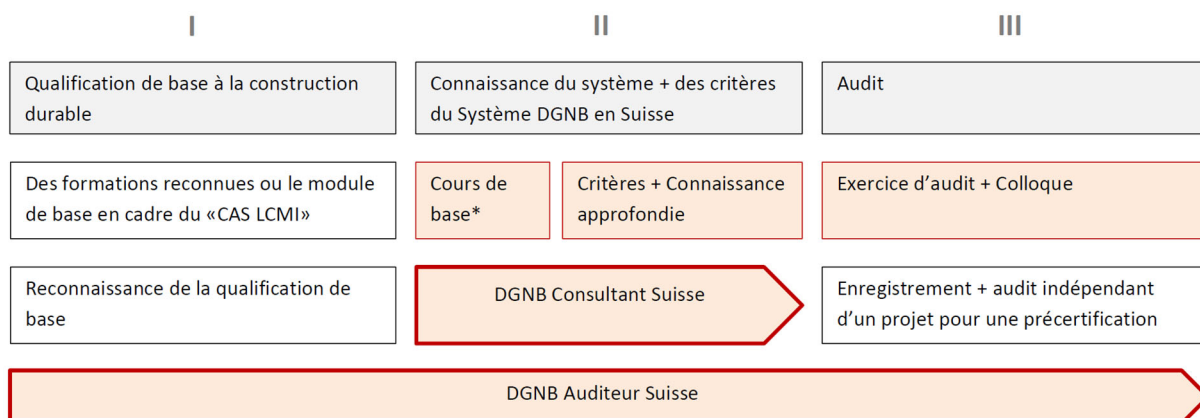 I
II
III
Qualification de base à la construction
durable
Connaissance du système + des critères
du Système DGNB en Suisse
Audit
Des formations reconnues ou le module
de base en cadre du «CAS LCMI»
Cours de
base*
Critères + Connaissance
approfondie
Exercice d’audit + Colloque
Reconnaissance de la qualification de
base
DGNB Consultant Suisse
Enregistrement + audit indépendant
d’un projet pour une précertification
DGNB Auditeur Suisse